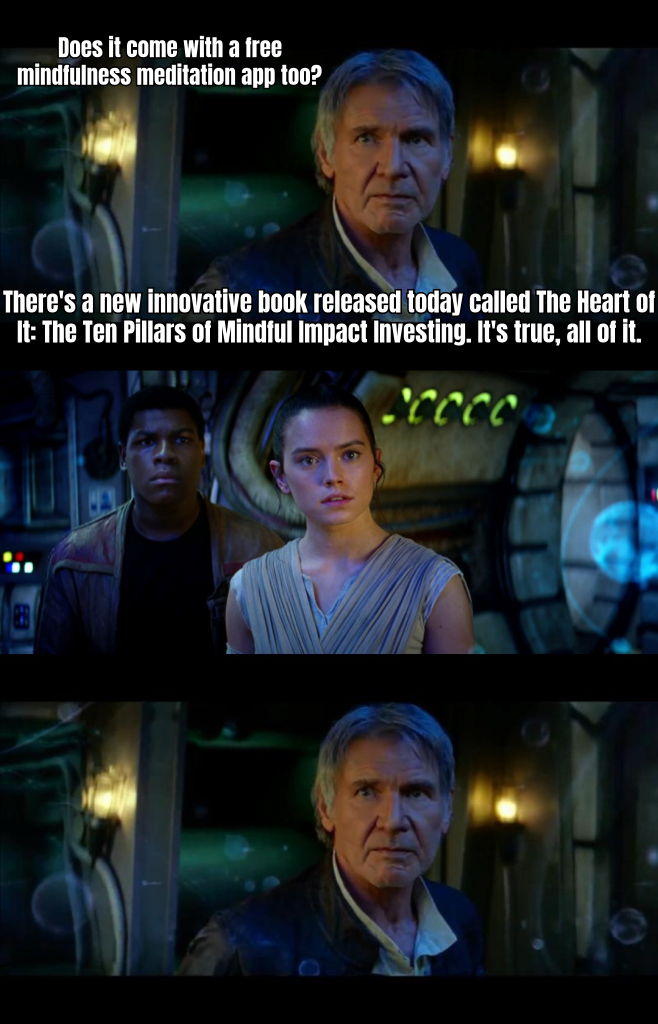 Does it come with a free
mindfulness meditation app too?
There's a new innovative book released today called The Heart of
It: The Ten Pillars of Mindful Impact Investing. It's true, all of it.